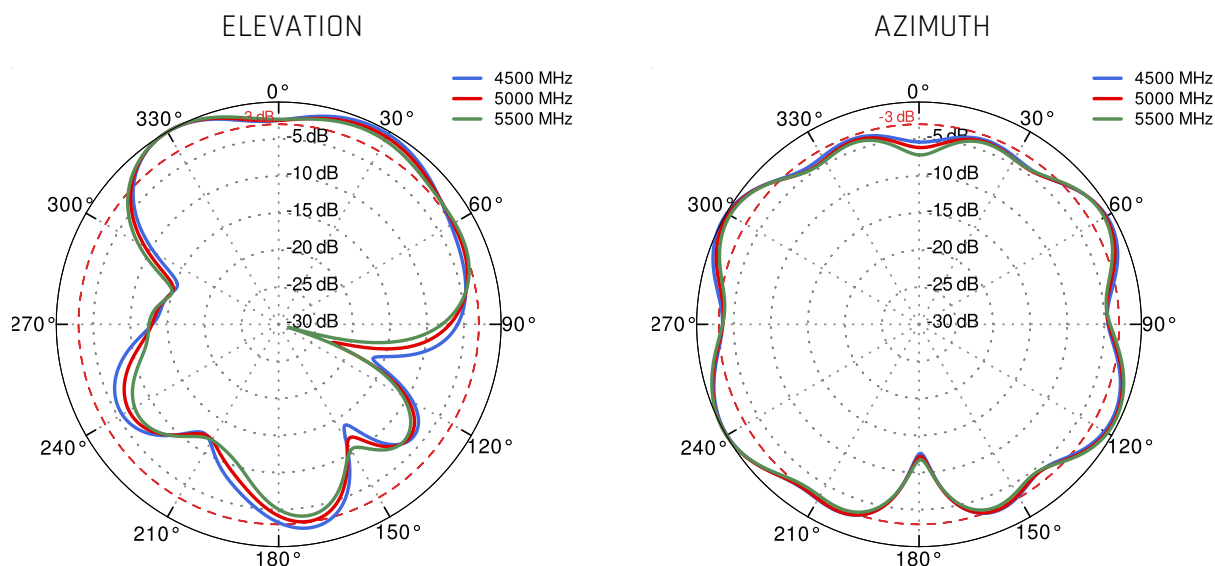 ELEVATION
4500 MHz
5000 MHz
5500 MHz
0°
30°
60°
90°
120°
150°
180°
210°
240°
270°
300°
330°
-3 dB
-5 dB
-10 dB
-15 dB
-20 dB
-25 dB
-30 dB
AZIMUTH
4500 MHz
5000 MHz
5500 MHz
0°
30°
60°
90°
120°
150°
180°
210°
240°
270°
300°
330°
-3 dB
-5 dB
-10 dB
-15 dB
-20 dB
-25 dB
-30 dB